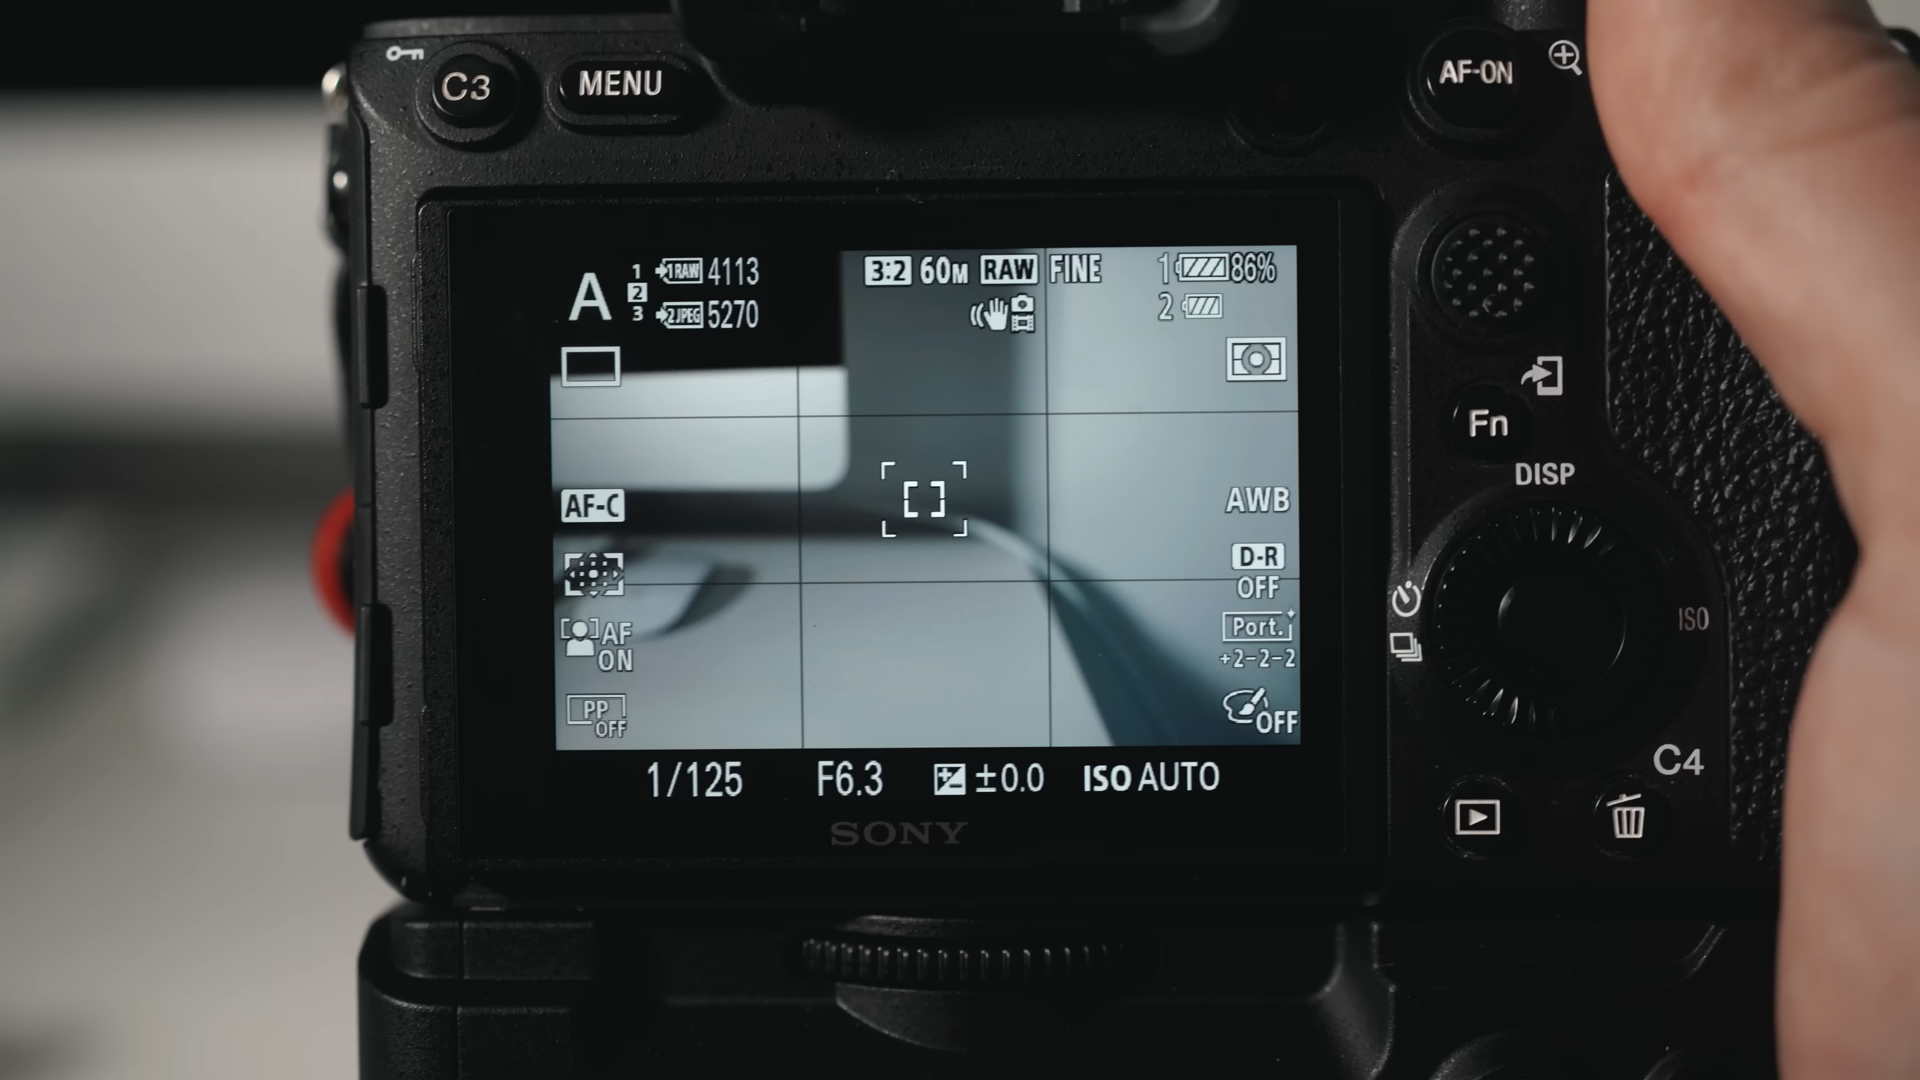 C3 MENU AF-ON
A 1 2 3 1RAW 4113 3:2 60M RAW FINE 1 86%
2JPEG 5270 2
Fn
DISP
AF-C AWB
D-R
OFF
AF
ON
Port.
+2-2-2
ISO
PP
OFF OFF
1/125 F6.3 ±0.0 ISO AUTO
C4
SONY